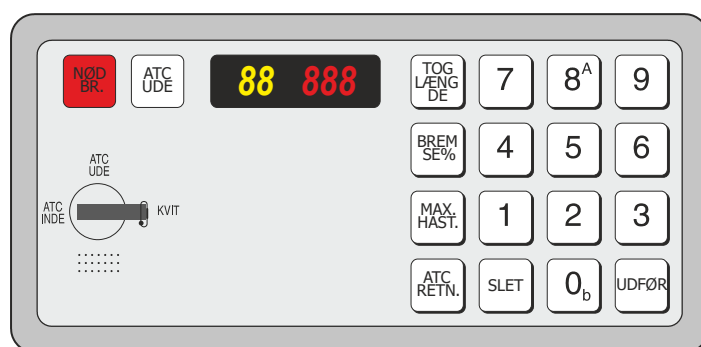 NØD
BR.
ATC
UDE
88 888
TOG
LÆNG
DE
7
8A
9
BREM
SE%
4
5
6
ATC
UDE
ATC
INDE
KVIT
MAX.
HAST.
1
2
3
ATC
RETN.
SLET
0b
UDFØR